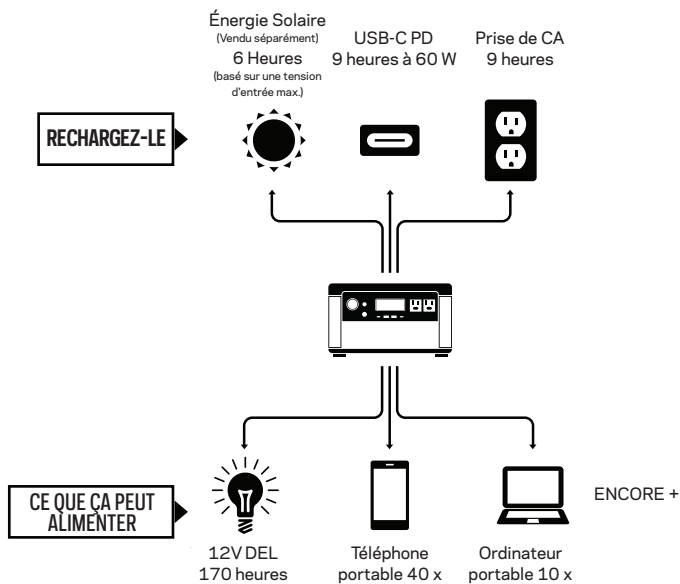 Énergie Solaire
(Vendu séparément)
6 Heures
(basé sur une tension
d'entrée max.)
USB-C PD
9 heures à 60 W
Prise de CA
9 heures
RECHARGEZ-LE
CE QUE ÇA PEUT
ALIMENTER
12V DEL
170 heures
Téléphone
portable 40 x
Ordinateur
portable 10 x
ENCORE +